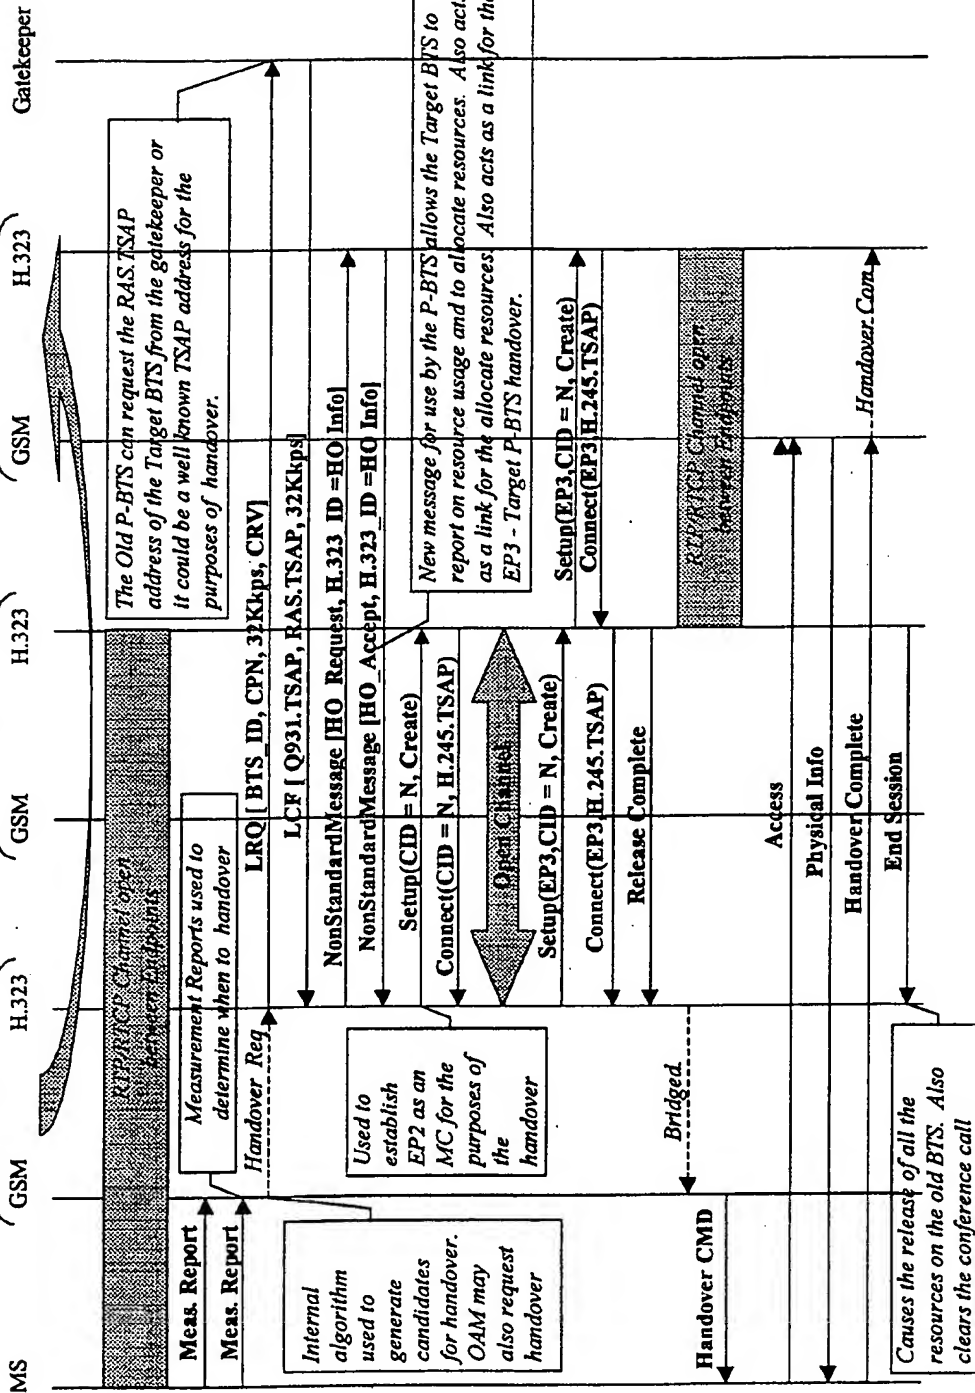 MS
GSM
H.323
GSM
H.323
GSM
H.323
Gatekeeper
RTP/RTCP Channel open
between Endpoints
The Old P-BTS can request the RAS.TSAP
address of the Target BTS from the gatekeeper or
it could be a well known TSAP address for the
purposes of handover.
Meas. Report
Meas. Report
Measurement Reports used to
determine when to handover
Handover Req
LRQ [ BTS_ID, CPN, 32Kkps, CRV]
LCF [ Q931.TSAP, RAS.TSAP, 32Kkps]
Internal
algorithm
used to
generate
candidates
for handover.
OAM may
also request
handover
NonStandardMessage [HO_Request, H.323_ID =HO Info]
NonStandardMessage [HO_Accept, H.323_ID =HO Info]
New message for use by the P-BTS allows the Target BTS to
report on resource usage and to allocate resources. Also acts
as a link for the allocate resources. Also acts as a link for the
EP3 - Target P-BTS handover.
Used to
establish
EP2 as an
MC for the
purposes of
the
handover
Setup(CID = N, Create)
Connect(CID = N, H.245.TSAP)
Open Channel
Setup(EP3,CID = N, Create)
Setup(EP3,CID = N, Create)
Connect(EP3,H.245.TSAP)
Connect(EP3,H.245.TSAP)
Release Complete
RTP/RTCP Channel open
between Endpoints
Bridged
Handover CMD
Access
Physical Info
Handover Complete
Handover Com
End Session
Causes the release of all the
resources on the old BTS. Also
clears the conference call